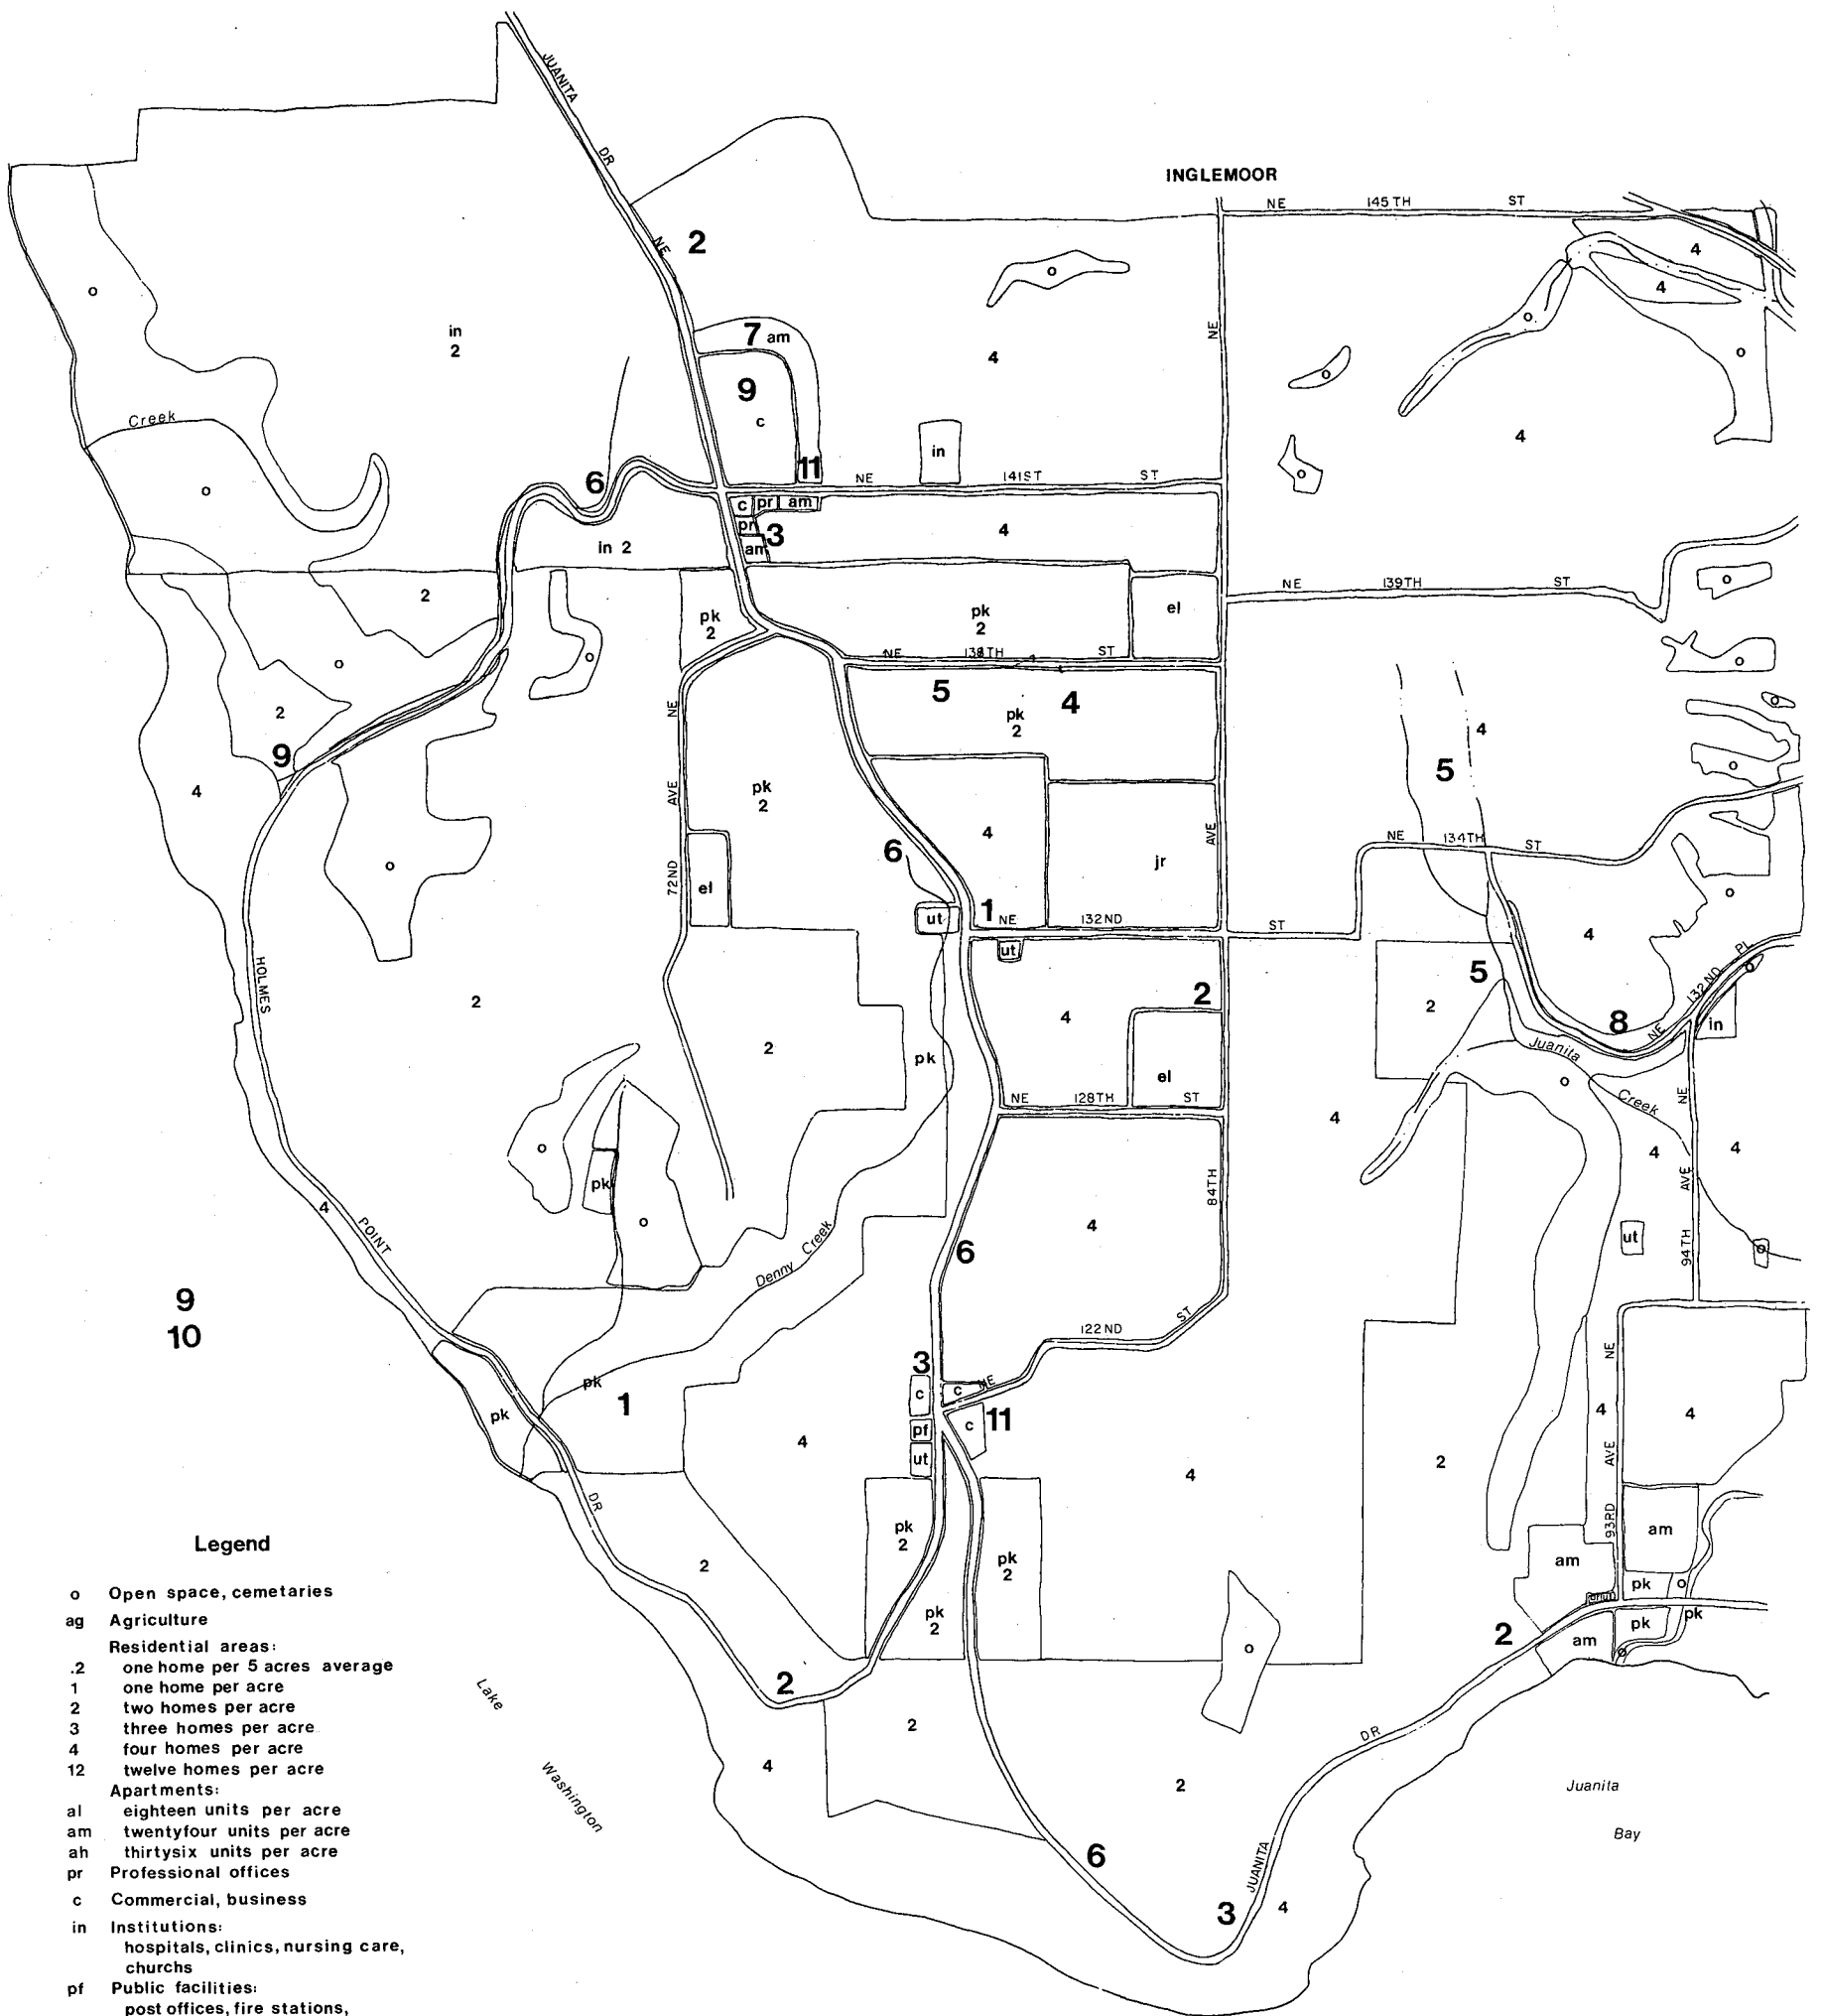 JUANITA
DR
NE
INGLEMOOR
NE 145TH ST
2
4
4
o
o
o
o
in
2
7 am
NE
4
9
c
o
4
Creek
in
o
6
11
NE 141ST ST
o
c pr am
pr
3
am
4
in 2
2
NE 139TH ST
o
pk
2
pk
2
el
o
o
NE 138TH ST
o
2
NE
5
4
pk
2
4
o
9
5
o
4
AVE
pk
2
4
AVE
NE 134TH ST
6
jr
o
72ND
el
o
ut
1
NE 132ND ST
4
ut
HOLMES
5
132ND PL
o
2
2
4
2
8
NE
in
2
pk
Juanita
el
o
NE 128TH ST
Creek
NE
4
o
4
4
pk
AVE
84TH
4
POINT
o
4
Denny Creek
ut
94TH
o
6
9
10
122ND ST
NE
3
pk
1
c
c
NE
pk
c
11
4
4
4
pf
AVE
ut
4
2
DR
93RD
pk
2
am
Legend
pk
2
am
2
o Open space, cemetaries
pk o
ag Agriculture
pk
2
pk
pk
Residential areas:
2
am
o
.2 one home per 5 acres average
o
1 one home per acre
Lake
2
2 two homes per acre
2
3 three homes per acre
DR
4 four homes per acre
4
12 twelve homes per acre
Washington
2
Juanita
Apartments:
al eighteen units per acre
Bay
am twentyfour units per acre
6
ah thirtysix units per acre
JUANITA
pr Professional offices
c Commercial, business
3
4
in Institutions:
hospitals, clinics, nursing care,
churchs
pf Public facilities:
post offices, fire stations,